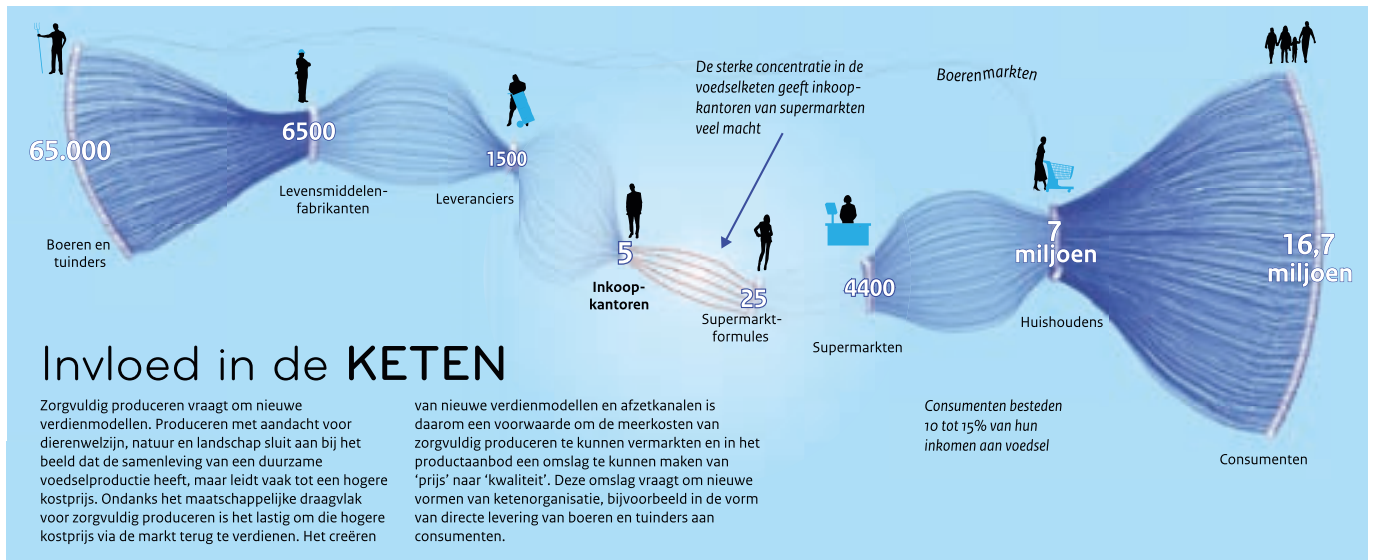 De sterke concentratie in de
voedselketen geeft inkoop-
kantoren van supermarkten
veel macht
Boerenmarkten
65.000
Boeren en
tuinders
6500
Levensmiddelen-
fabrikanten
1500
Leveranciers
5
Inkoop-
kantoren
25
Supermarkt-
formules
4400
Supermarkten
7
miljoen
Huishoudens
16,7
miljoen
Consumenten
Consumenten besteden
10 tot 15% van hun
inkomen aan voedsel
Invloed in de KETEN
Zorgvuldig produceren vraagt om nieuwe
verdienmodellen. Produceren met aandacht voor
dierenwelzijn, natuur en landschap sluit aan bij het
beeld dat de samenleving van een duurzame
voedselproductie heeft, maar leidt vaak tot een hogere
kostprijs. Ondanks het maatschappelijke draagvlak
voor zorgvuldig produceren is het lastig om die hogere
kostprijs via de markt terug te verdienen. Het creëren
van nieuwe verdienmodellen en afzetkanalen is
daarom een voorwaarde om de meerkosten van
zorgvuldig produceren te kunnen vermarkten en in het
productaanbod een omslag te kunnen maken van
‘prijs’ naar ‘kwaliteit’. Deze omslag vraagt om nieuwe
vormen van ketenorganisatie, bijvoorbeeld in de vorm
van directe levering van boeren en tuinders aan
consumenten.